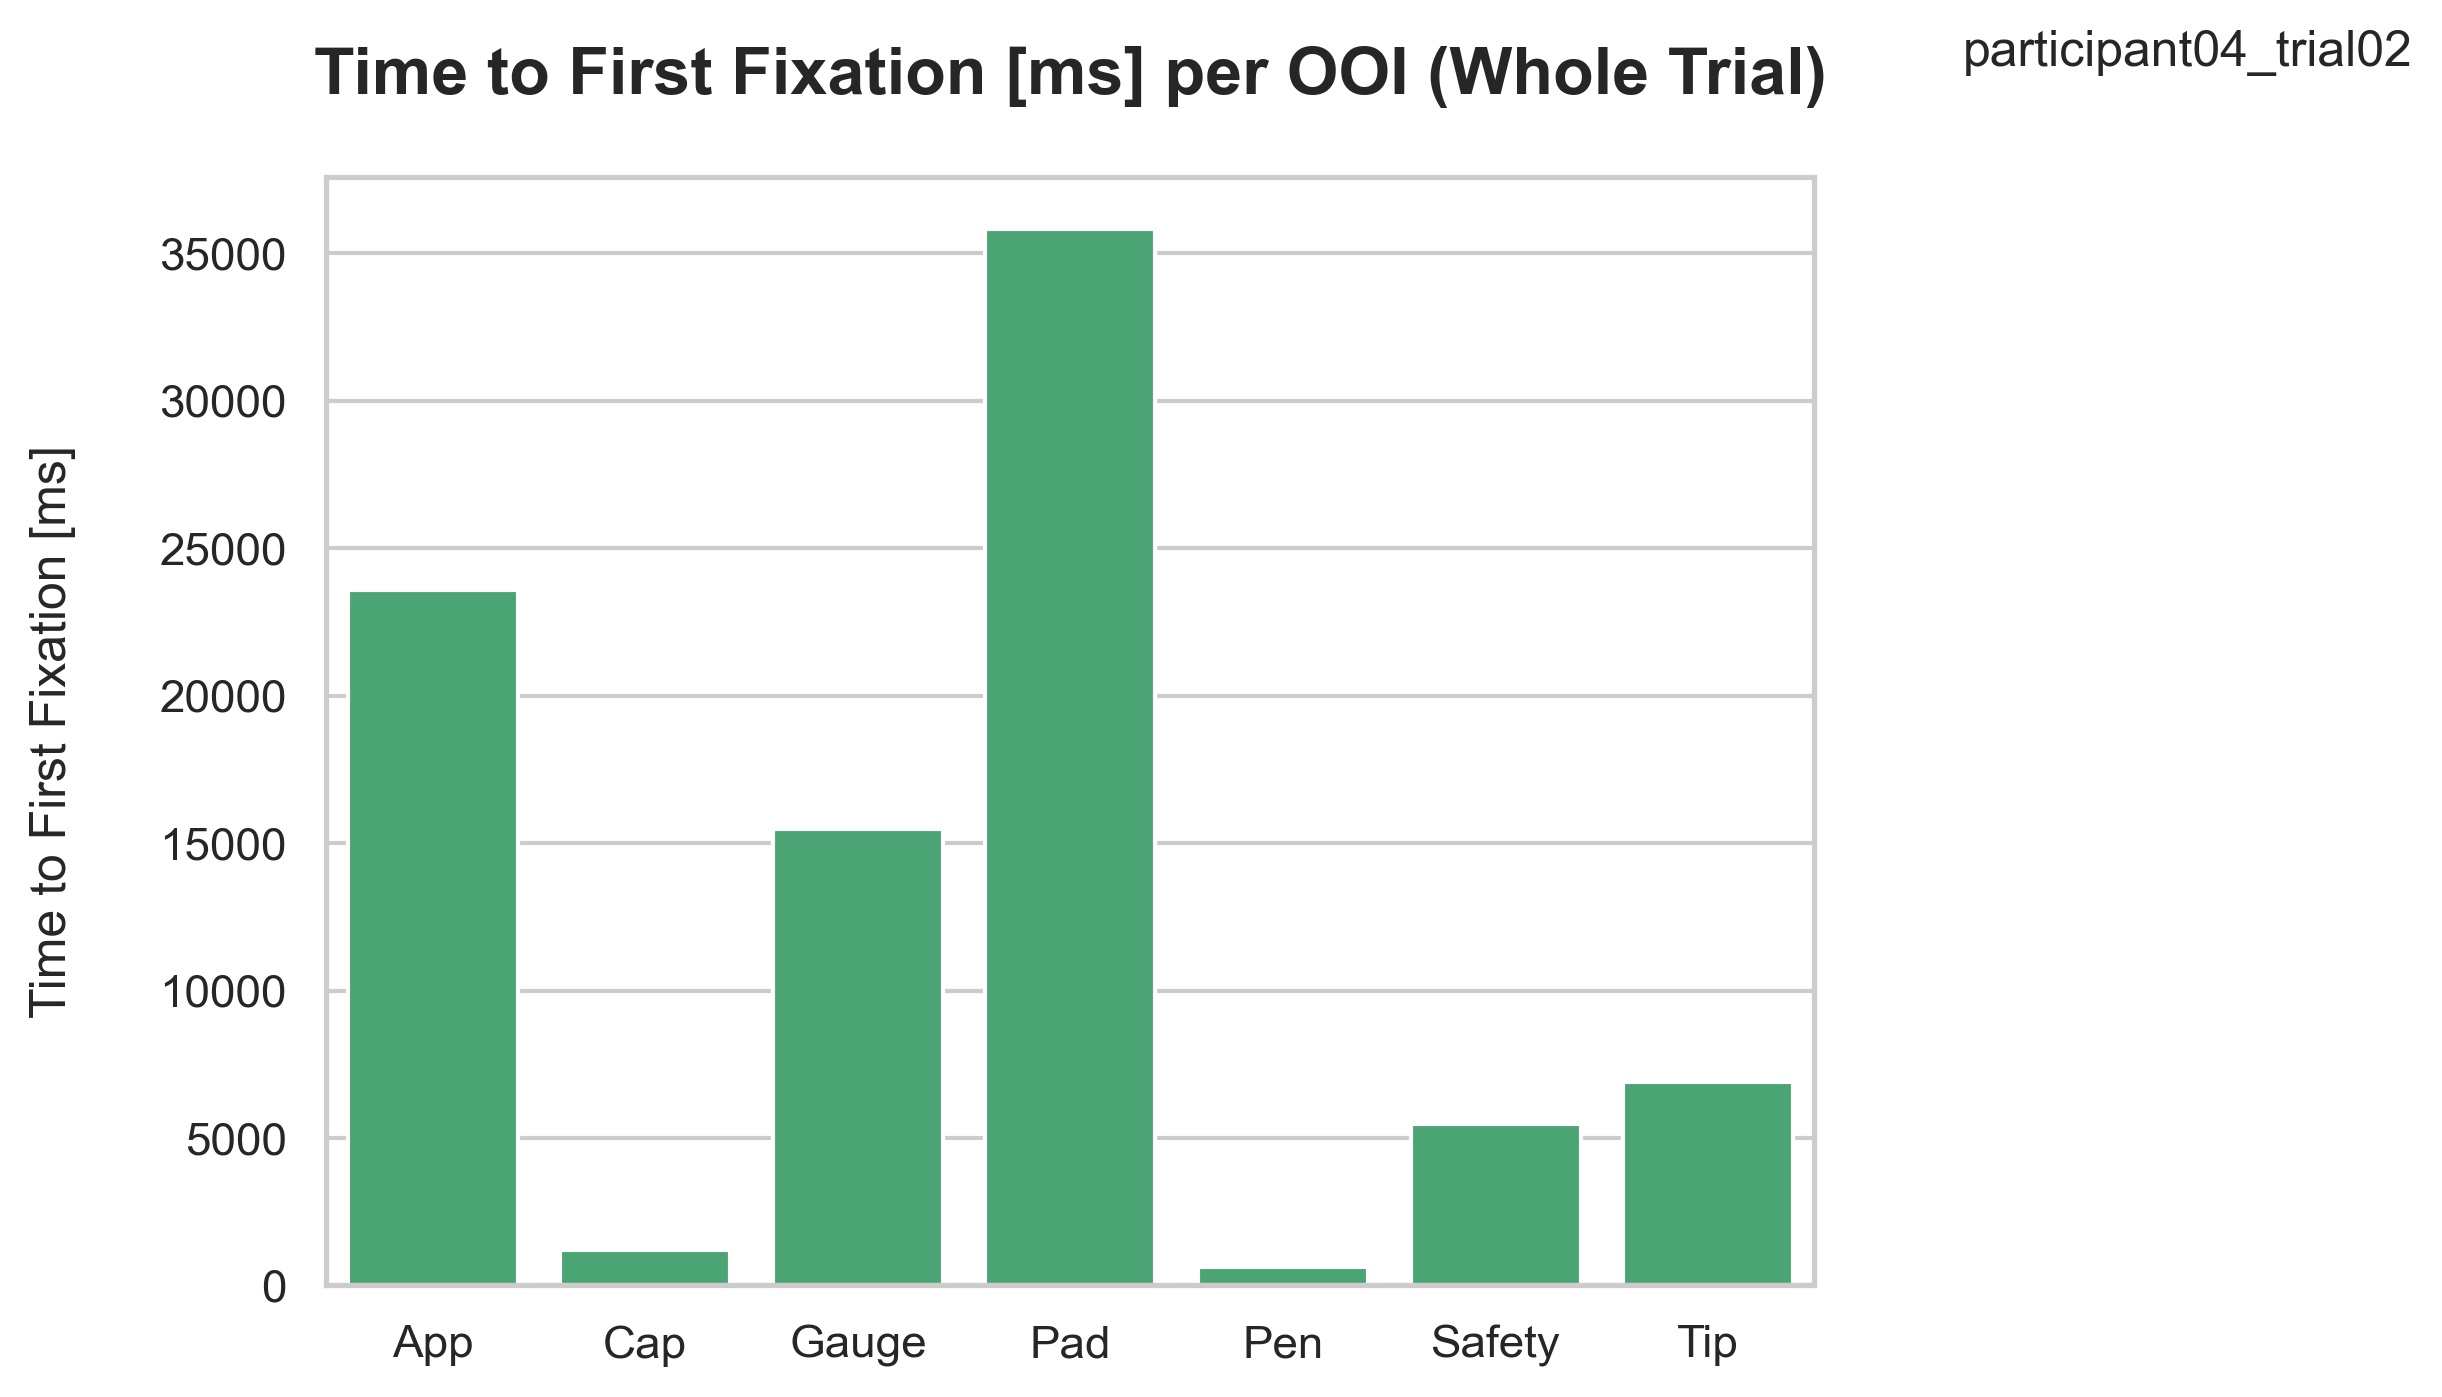 participant04_trial02
Time to First Fixation [ms] per OOI (Whole Trial)
Time to First Fixation [ms]
35000
30000
25000
20000
15000
10000
5000
0
App Cap Gauge Pad Pen Safety Tip